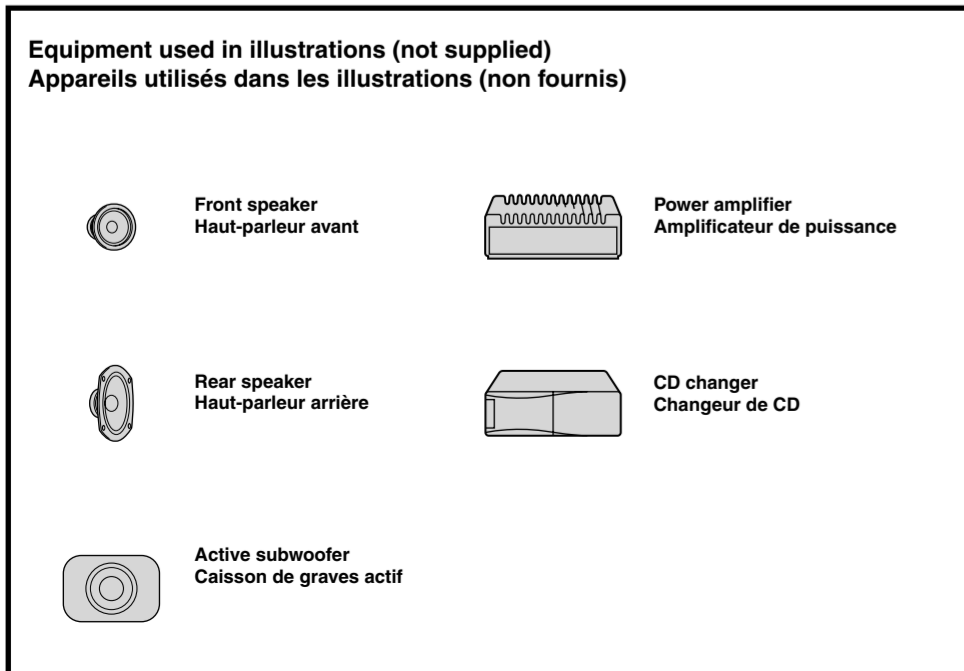 Equipment used in illustrations (not supplied)
Appareils utilisés dans les illustrations (non fournis)
Front speaker
Haut-parleur avant
Power amplifier
Amplificateur de puissance
Rear speaker
Haut-parleur arrière
CD changer
Changeur de CD
Active subwoofer
Caisson de graves actif